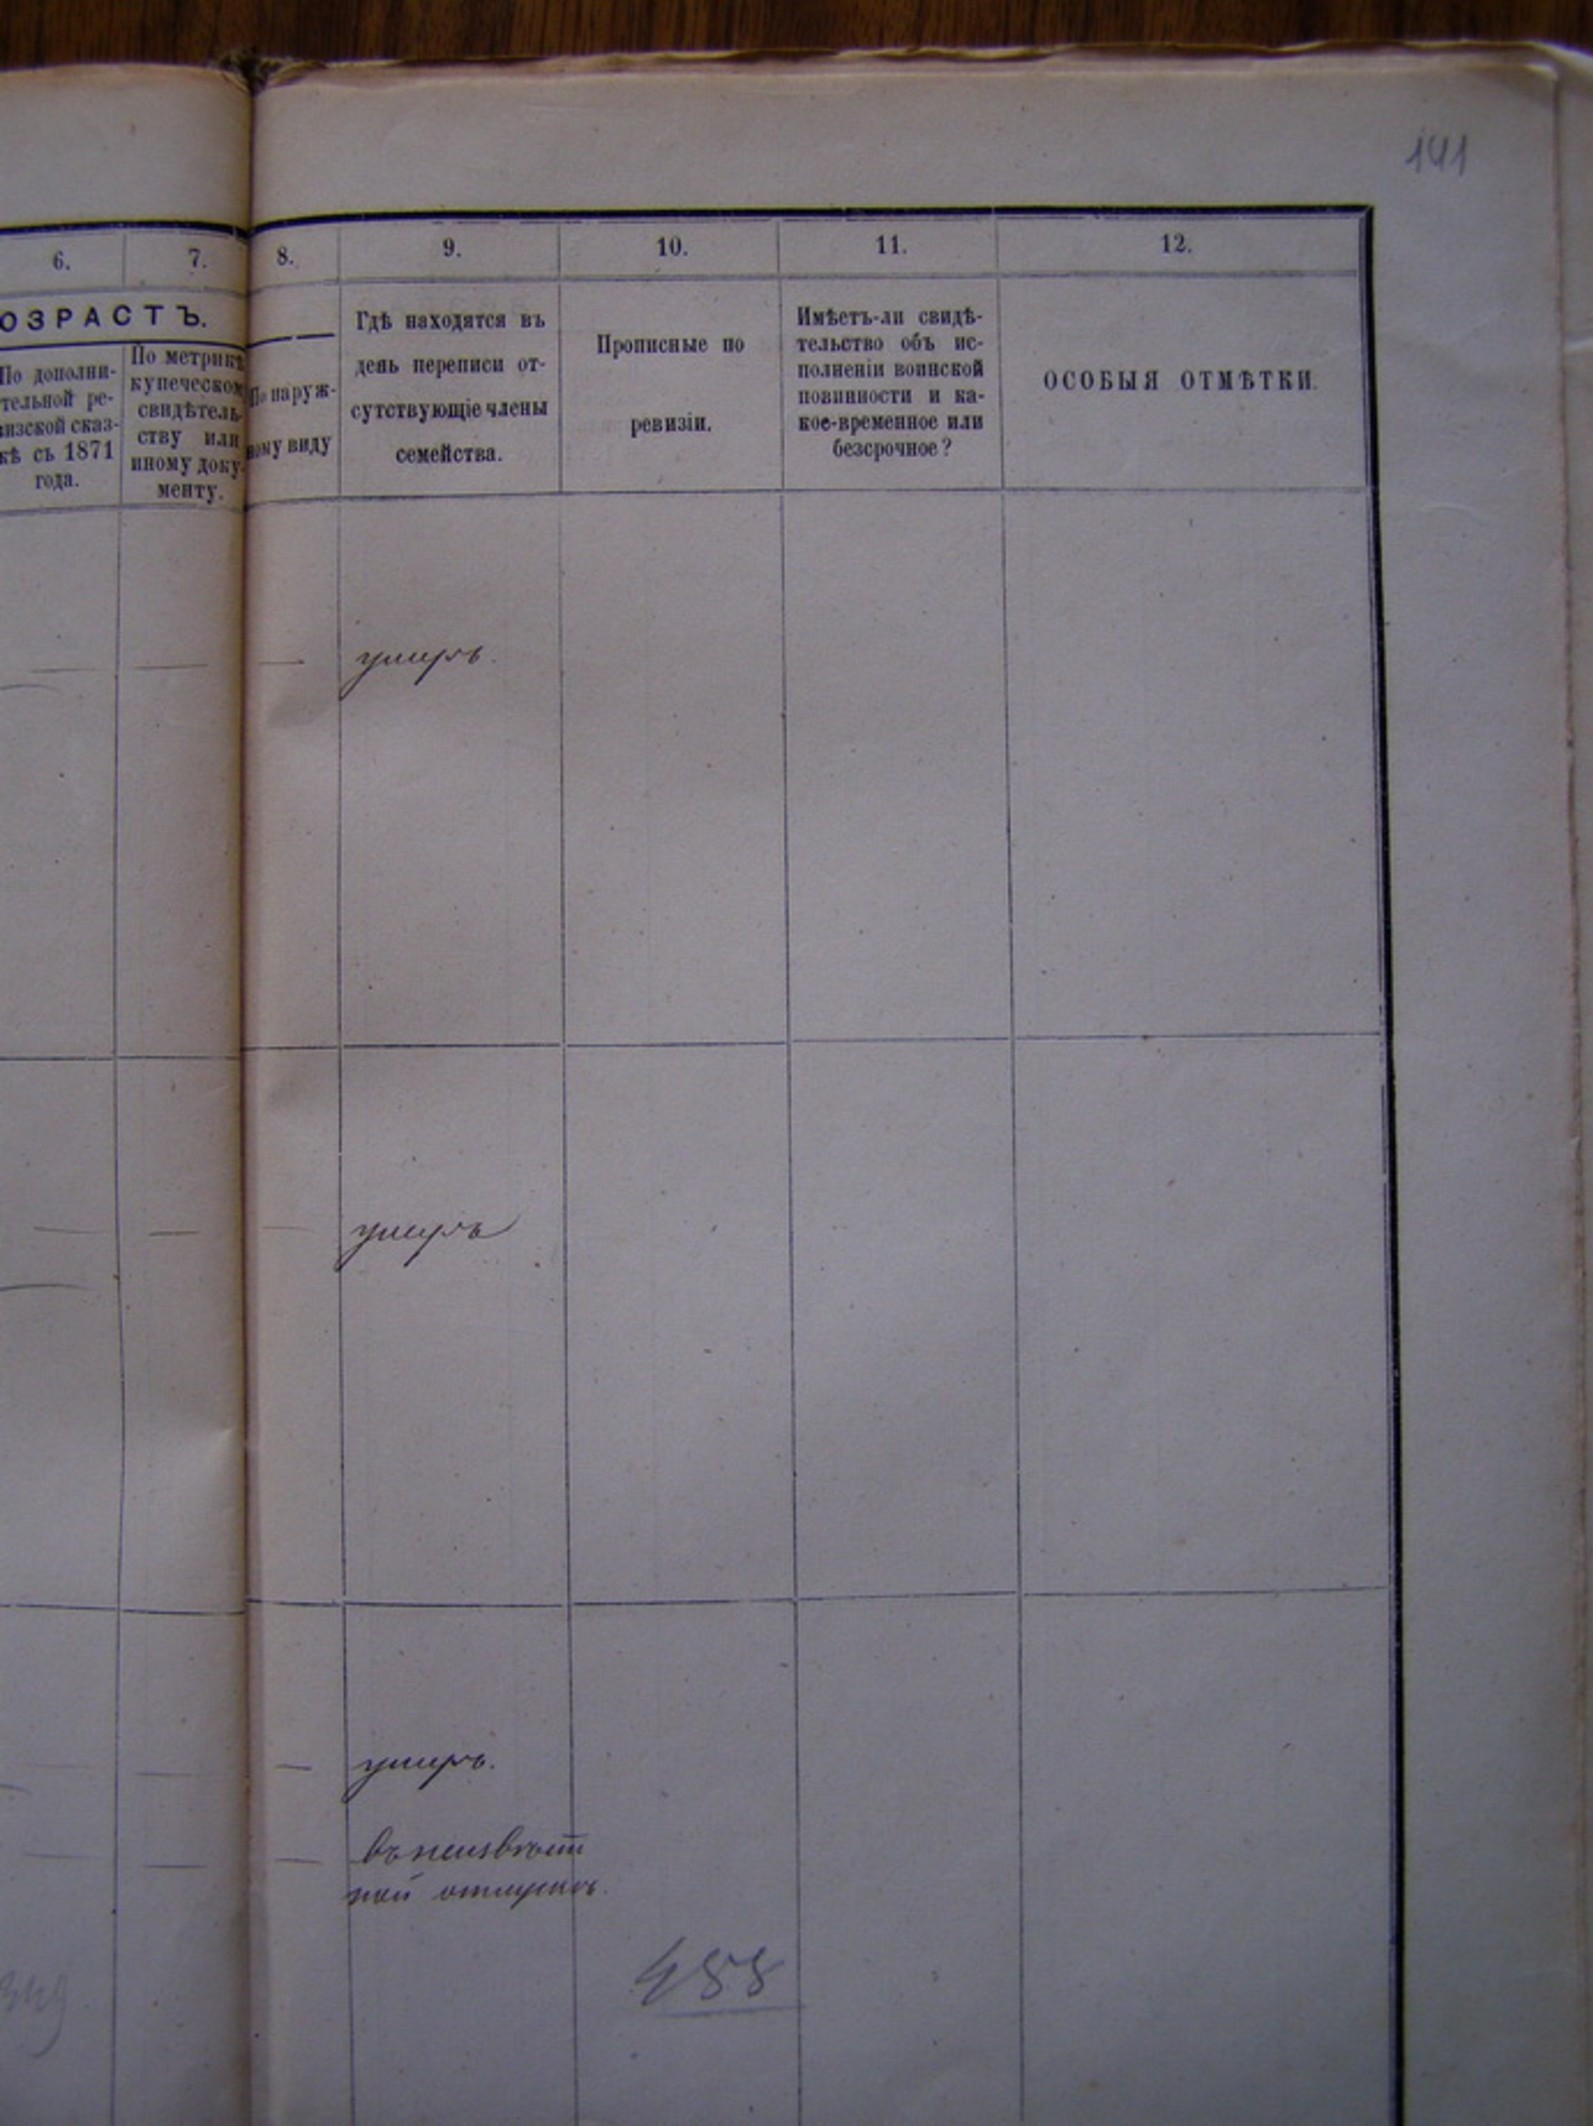 141
6. 7. 8. 9. 10. 11. 12.
ОЗРАСТЪ.
По дополни-
тельной ре-
визской сказ-
кѣ съ 1871
года.
По метрикѣ
купеческому
свидѣтель-
ству или
иному доку-
менту.
По наруж-
ному виду
Гдѣ находятся въ
день переписи от-
сутствующіе члены
семейства.
Прописные по
ревизіи.
Имѣетъ-ли свидѣ-
тельство объ ис-
полненіи воинской
повинности и ка-
кое-временное или
безсрочное?
ОСОБЫЯ ОТМѢТКИ.
умеръ.
умеръ
умеръ.
въ неизвѣст
ной отлучкѣ.
488